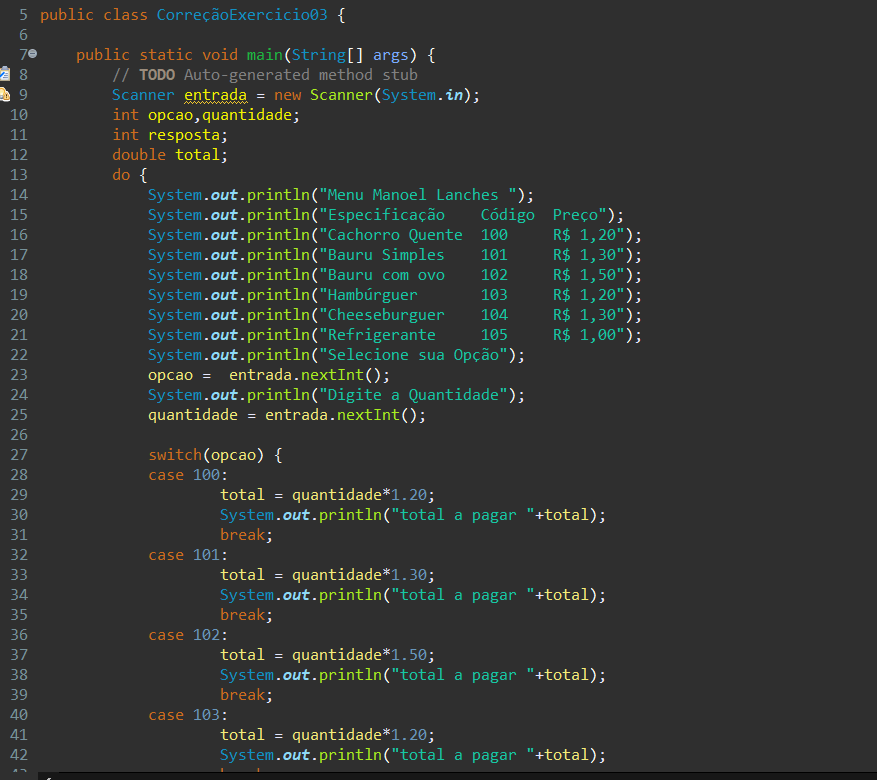 5 public class CorreçãoExercicio03 {
6
7 public static void main(String[] args) {
8 // TODO Auto-generated method stub
9 Scanner entrada = new Scanner(System.in);
10 int opcao,quantidade;
11 int resposta;
12 double total;
13 do {
14 System.out.println("Menu Manoel Lanches ");
15 System.out.println("Especificação    Código  Preço");
16 System.out.println("Cachorro Quente  100     R$ 1,20");
17 System.out.println("Bauru Simples    101     R$ 1,30");
18 System.out.println("Bauru com ovo    102     R$ 1,50");
19 System.out.println("Hambúrguer       103     R$ 1,20");
20 System.out.println("Cheeseburguer    104     R$ 1,30");
21 System.out.println("Refrigerante     105     R$ 1,00");
22 System.out.println("Selecione sua Opção");
23 opcao =  entrada.nextInt();
24 System.out.println("Digite a Quantidade");
25 quantidade = entrada.nextInt();
26
27 switch(opcao) {
28 case 100:
29 total = quantidade*1.20;
30 System.out.println("total a pagar "+total);
31 break;
32 case 101:
33 total = quantidade*1.30;
34 System.out.println("total a pagar "+total);
35 break;
36 case 102:
37 total = quantidade*1.50;
38 System.out.println("total a pagar "+total);
39 break;
40 case 103:
41 total = quantidade*1.20;
42 System.out.println("total a pagar "+total);